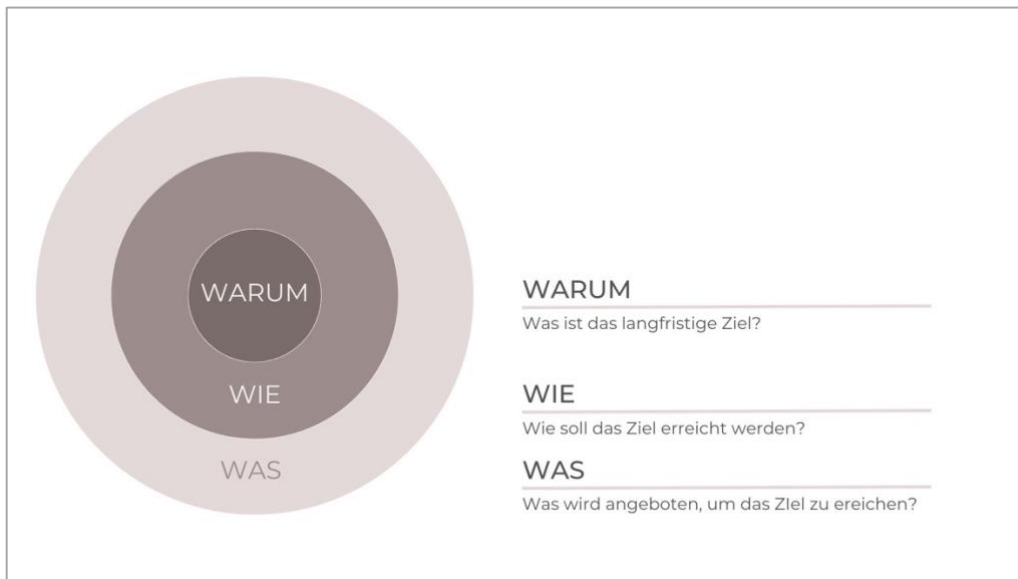 WARUM
WIE
WAS
WARUM
Was ist das langfristige Ziel?
WIE
Wie soll das Ziel erreicht werden?
WAS
Was wird angeboten, um das ZIel zu ereichen?